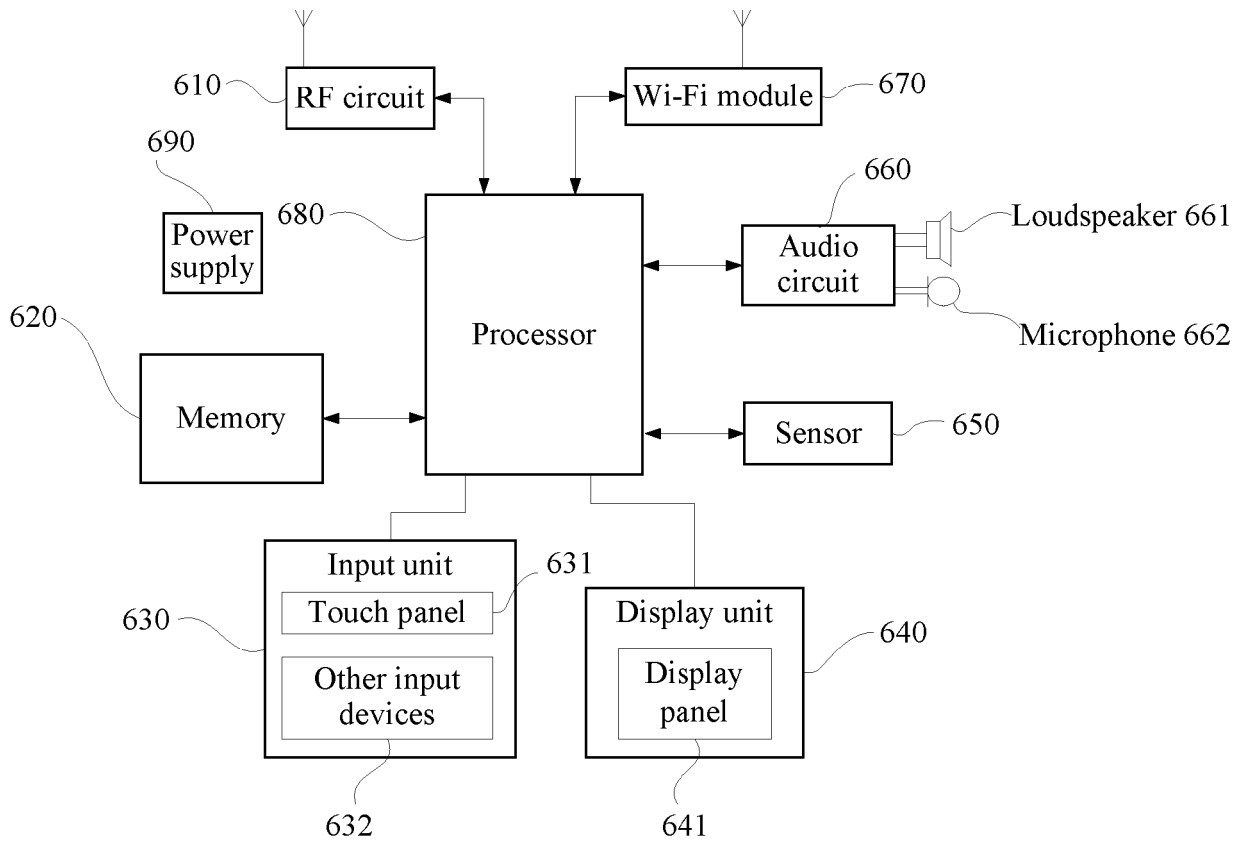 610
RF circuit
Wi-Fi module
670
690
Power
supply
680
Processor
660
Audio
circuit
Loudspeaker 661
Microphone 662
620
Memory
Sensor
650
Input unit
631
Touch panel
630
Other input
devices
632
Display unit
640
Display
panel
641